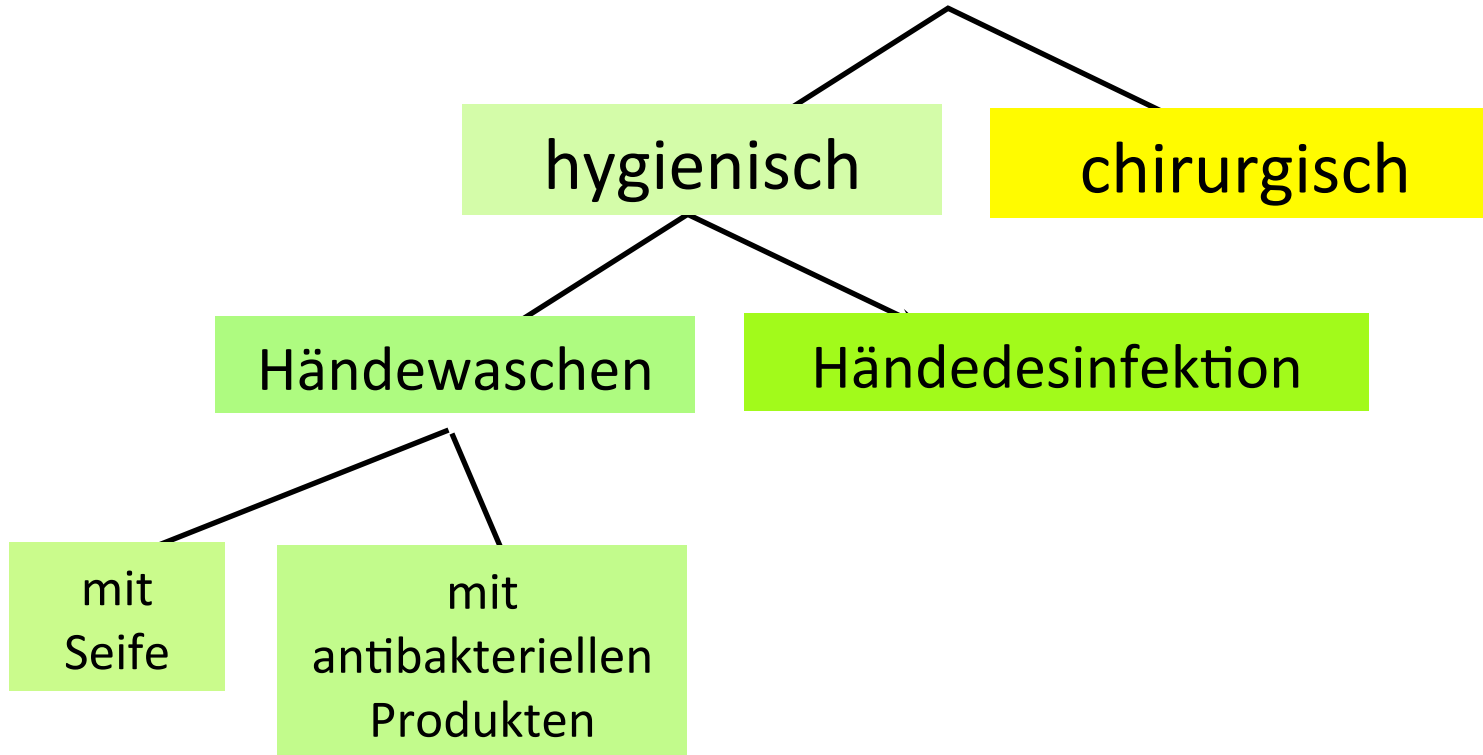 hygienisch
chirurgisch
Händewaschen
Händedesinfektion
mit
Seife
mit
antibakteriellen
Produkten